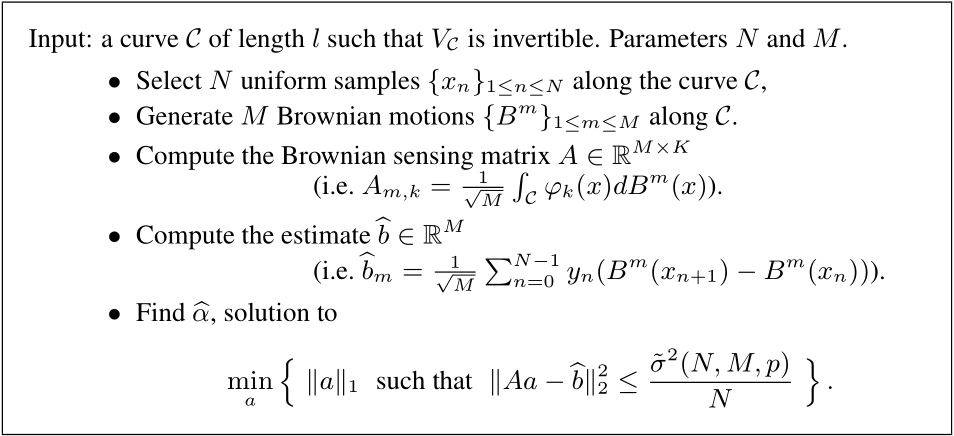 Input: a curve $\mathcal{C}$ of length $l$ such that $V_{\mathcal{C}}$ is invertible. Parameters $N$ and $M$.
• Select $N$ uniform samples $\{x_n\}_{1 \leq n \leq N}$ along the curve $\mathcal{C}$,
• Generate $M$ Brownian motions $\{B^m\}_{1 \leq m \leq M}$ along $\mathcal{C}$.
• Compute the Brownian sensing matrix $A \in \mathbb{R}^{M \times K}$
(i.e. $A_{m,k} = \frac{1}{\sqrt{M}} \int_{\mathcal{C}} \varphi_k(x) dB^m(x)$).
• Compute the estimate $\widehat{b} \in \mathbb{R}^M$
(i.e. $\widehat{b}_m = \frac{1}{\sqrt{M}} \sum_{n=0}^{N-1} y_n (B^m(x_{n+1}) - B^m(x_n))$).
• Find $\widehat{\alpha}$, solution to
$\min_a \left\{ \|a\|_1 \text{ such that } \|Aa - \widehat{b}\|_2^2 \leq \frac{\tilde{\sigma}^2(N,M,p)}{N} \right\}.$